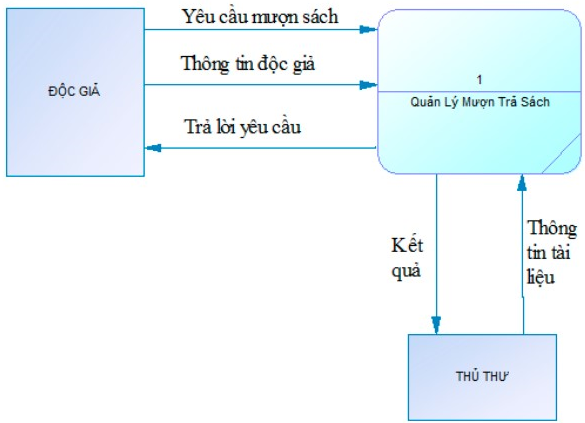 Yêu cầu mượn sách
Thông tin độc giả
ĐỘC GIẢ
Trả lời yêu cầu
1
Quản Lý Mượn Trả Sách
Kết
quả
Thông
tin tài
liệu
THỦ THƯ